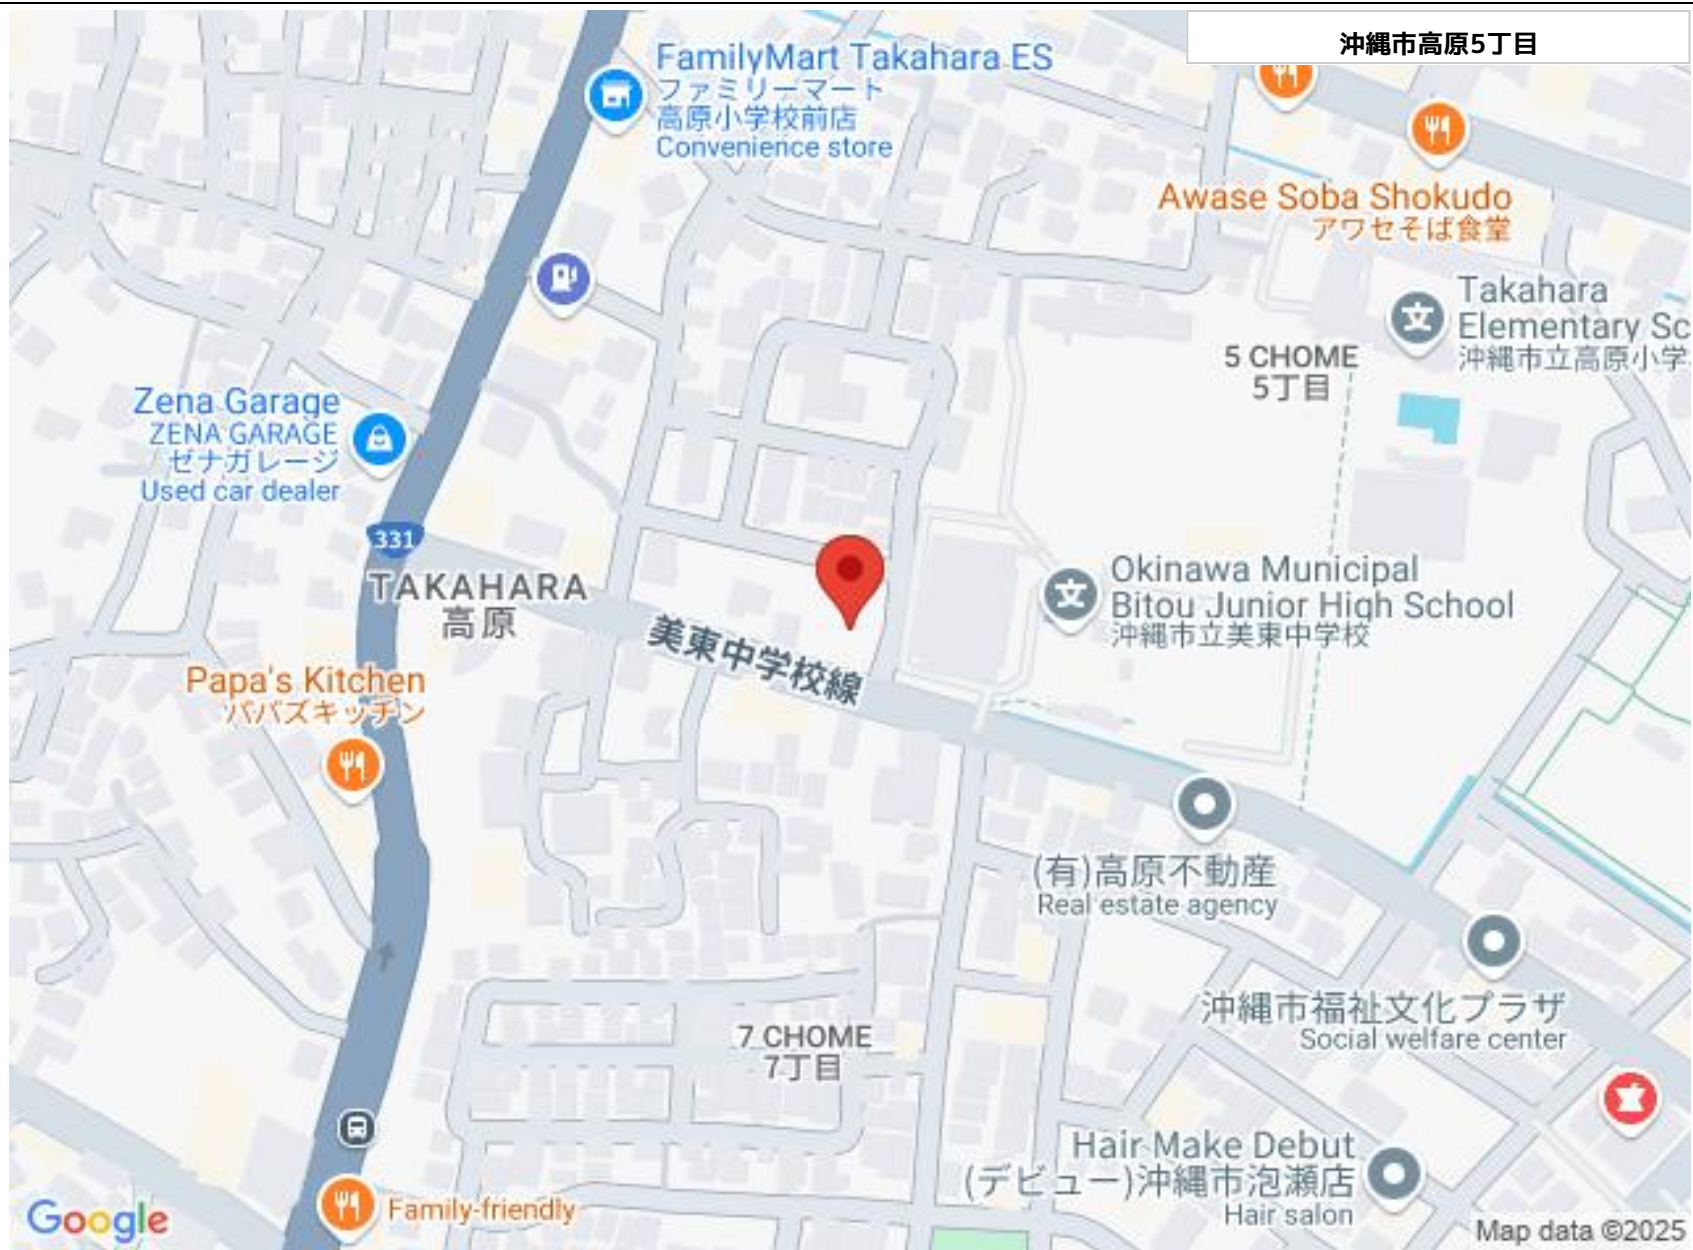 沖縄市高原5丁目
FamilyMart Takahara ES
ファミリーマート
高原小学校前店
Convenience store
Awase Soba Shokudo
アワセそば食堂
Takahara
Elementary Sc
沖縄市立高原小学
5 CHOME
5丁目
Zena Garage
ZENA GARAGE
ゼナガレージ
Used car dealer
331
TAKAHARA
高原
Okinawa Municipal
Bitou Junior High School
沖縄市立美東中学校
美東中学校線
Papa's Kitchen
パパズキッチン
(有)高原不動産
Real estate agency
沖縄市福祉文化プラザ
Social welfare center
7 CHOME
7丁目
Hair Make Debut
(デビュー)沖縄市泡瀬店
Hair salon
Family-friendly
Google
Map data ©2025